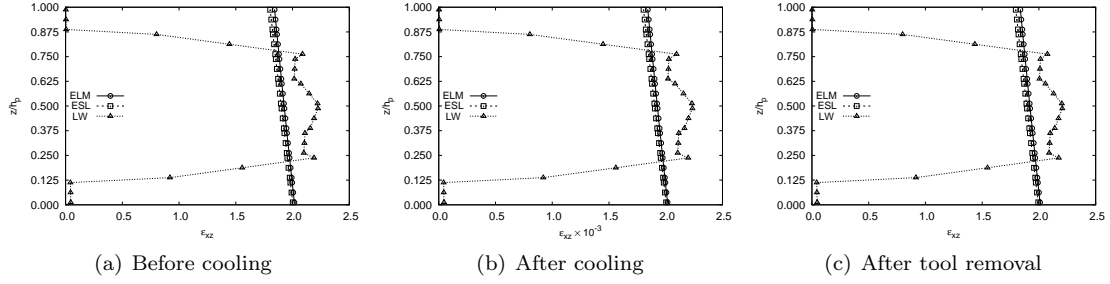 1.000
0.875
0.750
0.625
0.500
0.375
0.250
0.125
0.000
z/hp
ELM
ESL
LW
0.0 0.5 1.0 1.5 2.0 2.5
εxz
(a) Before cooling
1.000
0.875
0.750
0.625
0.500
0.375
0.250
0.125
0.000
z/hp
ELM
ESL
LW
0.0 0.5 1.0 1.5 2.0 2.5
εxz × 10⁻³
(b) After cooling
1.000
0.875
0.750
0.625
0.500
0.375
0.250
0.125
0.000
z/hp
ELM
ESL
LW
0.0 0.5 1.0 1.5 2.0 2.5
εxz
(c) After tool removal